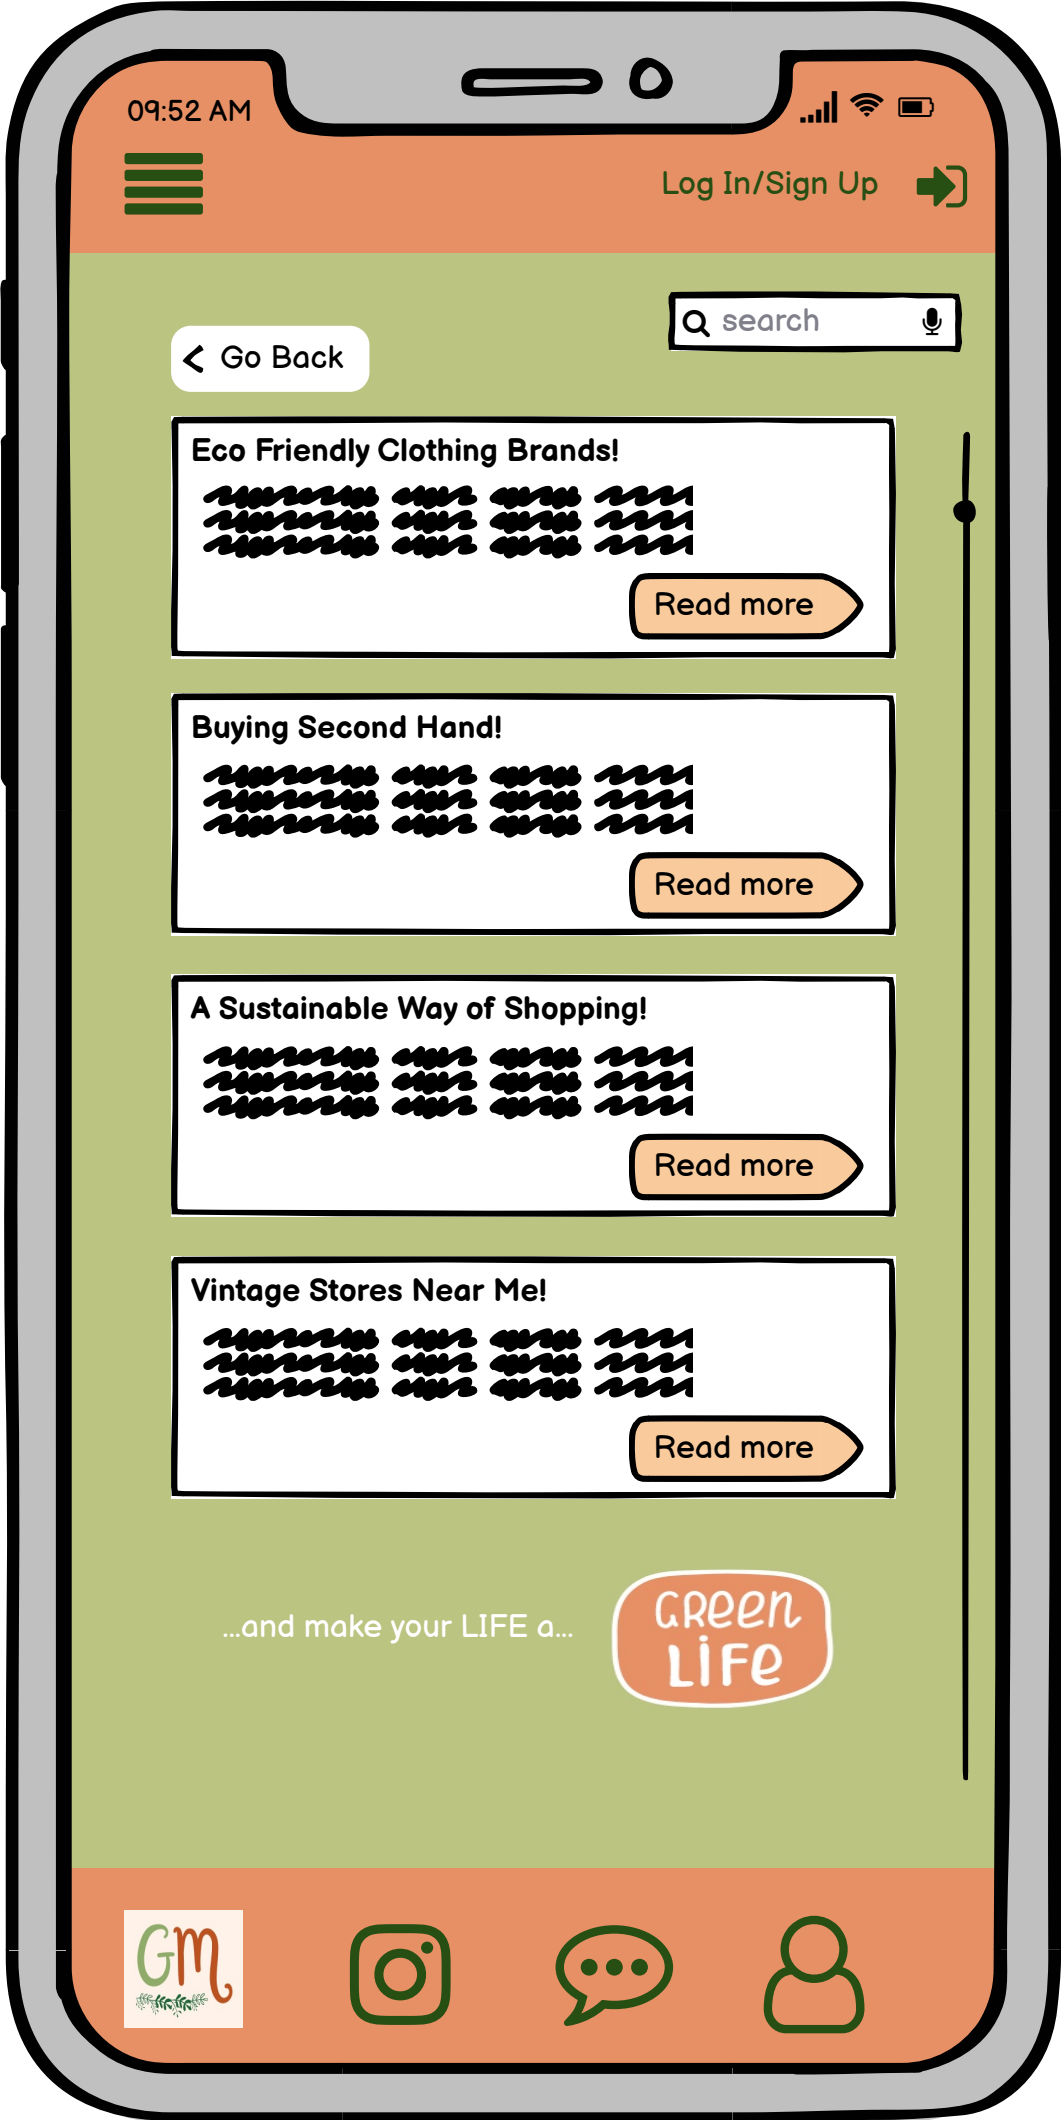 09:52 AM
Log In/Sign Up
search
Go Back
Eco Friendly Clothing Brands!
Read more
Buying Second Hand!
Read more
A Sustainable Way of Shopping!
Read more
Vintage Stores Near Me!
Read more
...and make your LIFE a...
GReen
LiFe
GM